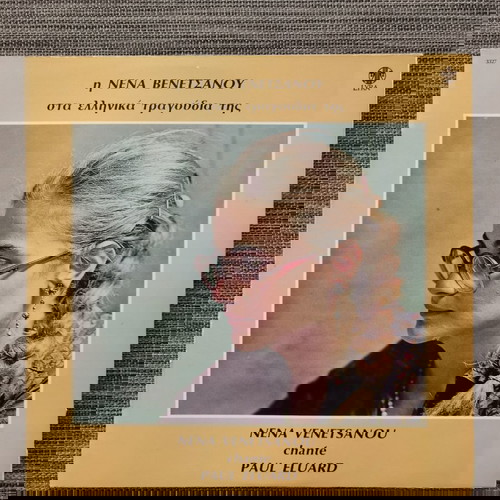 η ΝΕΝΑ ΒΕΝΕΤΣΑΝΟΥ
στα ελληνικά τραγούδια της
NENA VENETSANOU
chante
PAUL ELUARD